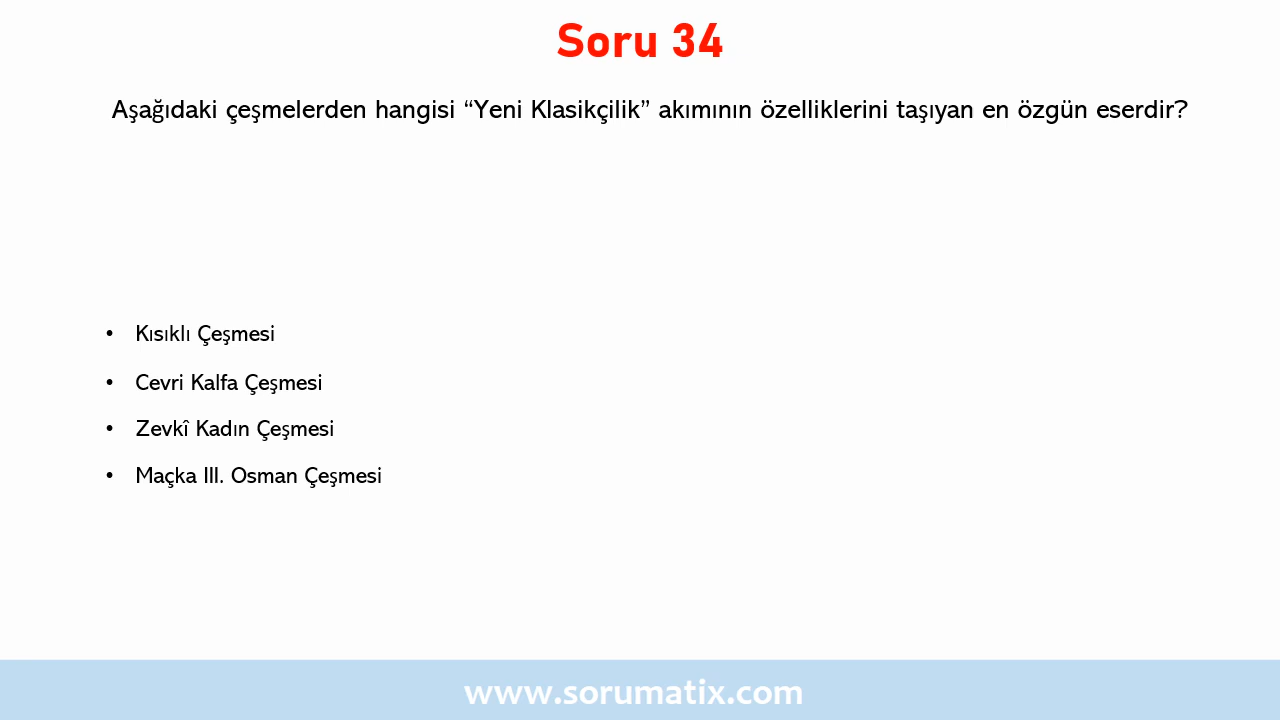 Soru 34
Aşağıdaki çeşmelerden hangisi “Yeni Klasikçilik” akımının özelliklerini taşıyan en özgün eserdir?
• Kısıklı Çeşmesi
• Cevri Kalfa Çeşmesi
• Zevkî Kadın Çeşmesi
• Maçka III. Osman Çeşmesi
www.sorumatix.com